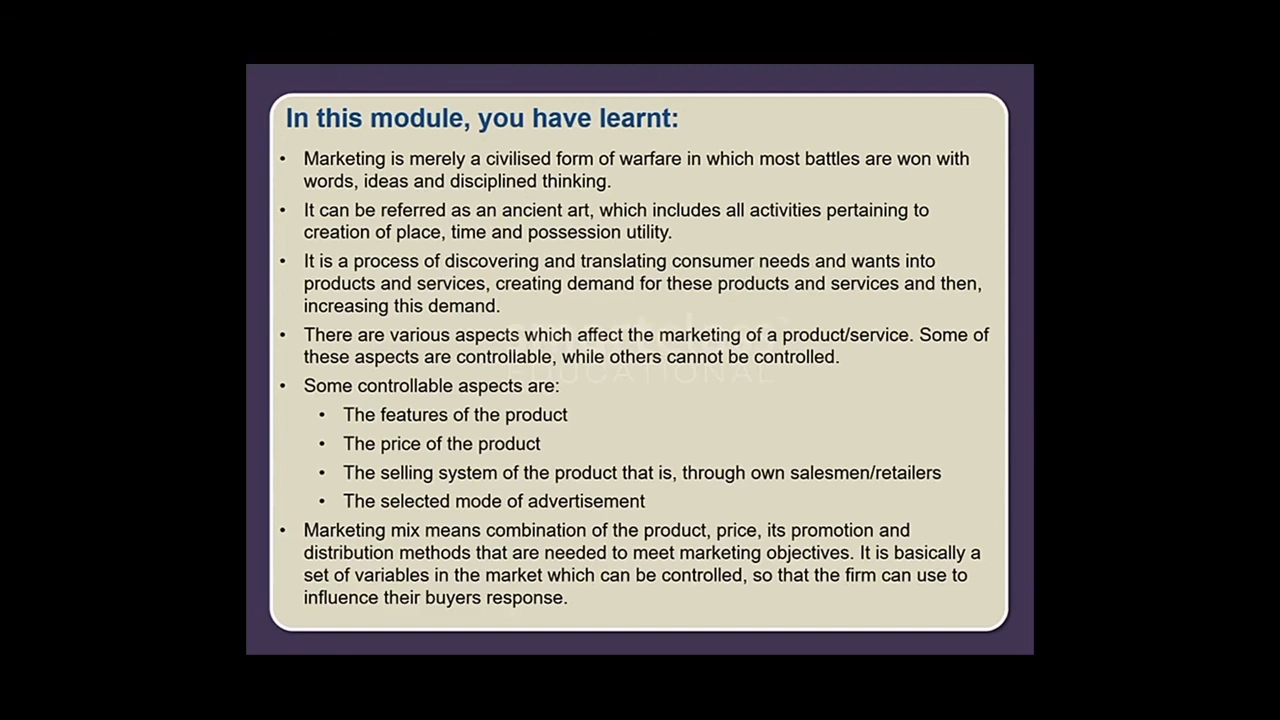 In this module, you have learnt:
• Marketing is merely a civilised form of warfare in which most battles are won with
words, ideas and disciplined thinking.
• It can be referred as an ancient art, which includes all activities pertaining to
creation of place, time and possession utility.
• It is a process of discovering and translating consumer needs and wants into
products and services, creating demand for these products and services and then,
increasing this demand.
• There are various aspects which affect the marketing of a product/service. Some of
these aspects are controllable, while others cannot be controlled.
EDUCATIONAL
• Some controllable aspects are:
• The features of the product
• The price of the product
• The selling system of the product that is, through own salesmen/retailers
• The selected mode of advertisement
• Marketing mix means combination of the product, price, its promotion and
distribution methods that are needed to meet marketing objectives. It is basically a
set of variables in the market which can be controlled, so that the firm can use to
influence their buyers response.